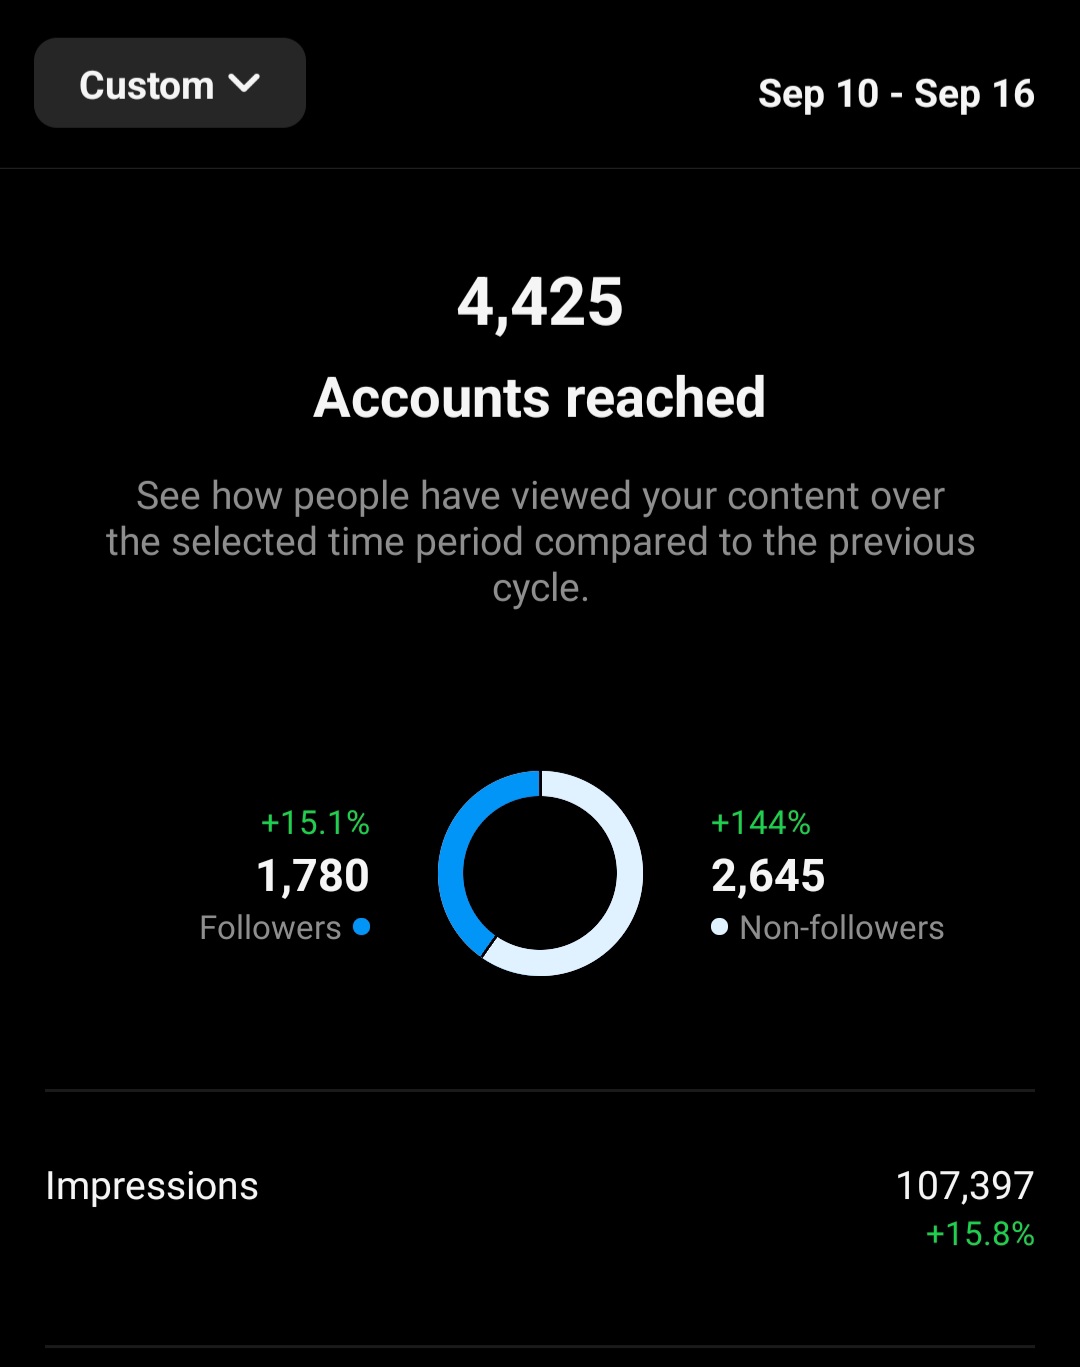 Custom
Sep 10 - Sep 16
4,425
Accounts reached
See how people have viewed your content over
the selected time period compared to the previous
cycle.
+15.1%
1,780
Followers
+144%
2,645
Non-followers
Impressions
107,397
+15.8%